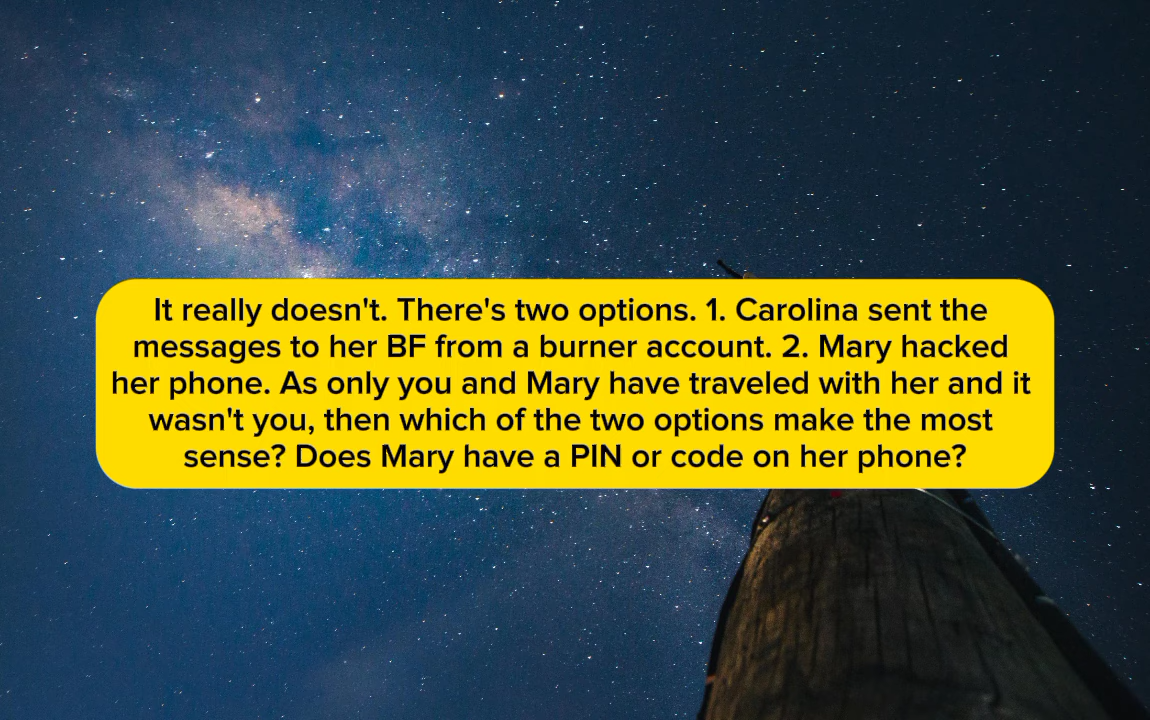 It really doesn't. There's two options. 1. Carolina sent the
messages to her BF from a burner account. 2. Mary hacked
her phone. As only you and Mary have traveled with her and it
wasn't you, then which of the two options make the most
sense? Does Mary have a PIN or code on her phone?